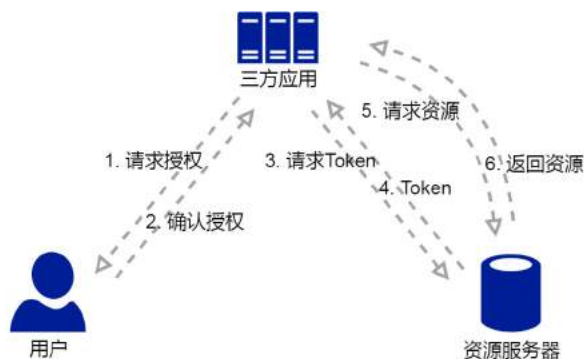 三方应用
5. 请求资源
1. 请求授权
3. 请求Token
6. 返回资源
4. Token
2. 确认授权
用户
资源服务器